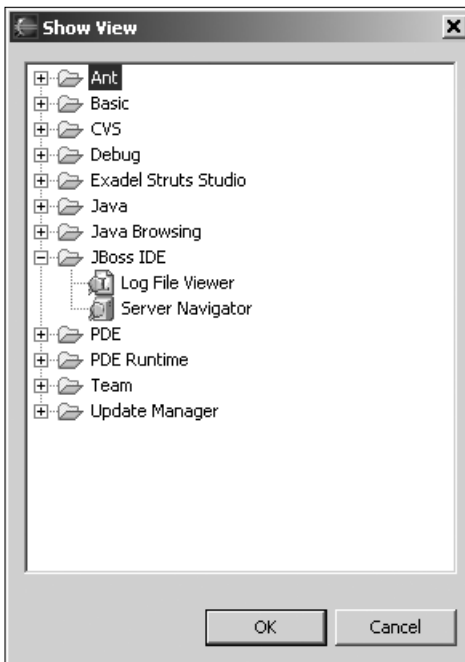 Show View
Ant
Basic
CVS
Debug
Exadel Struts Studio
Java
Java Browsing
JBoss IDE
Log File Viewer
Server Navigator
PDE
PDE Runtime
Team
Update Manager
OK
Cancel